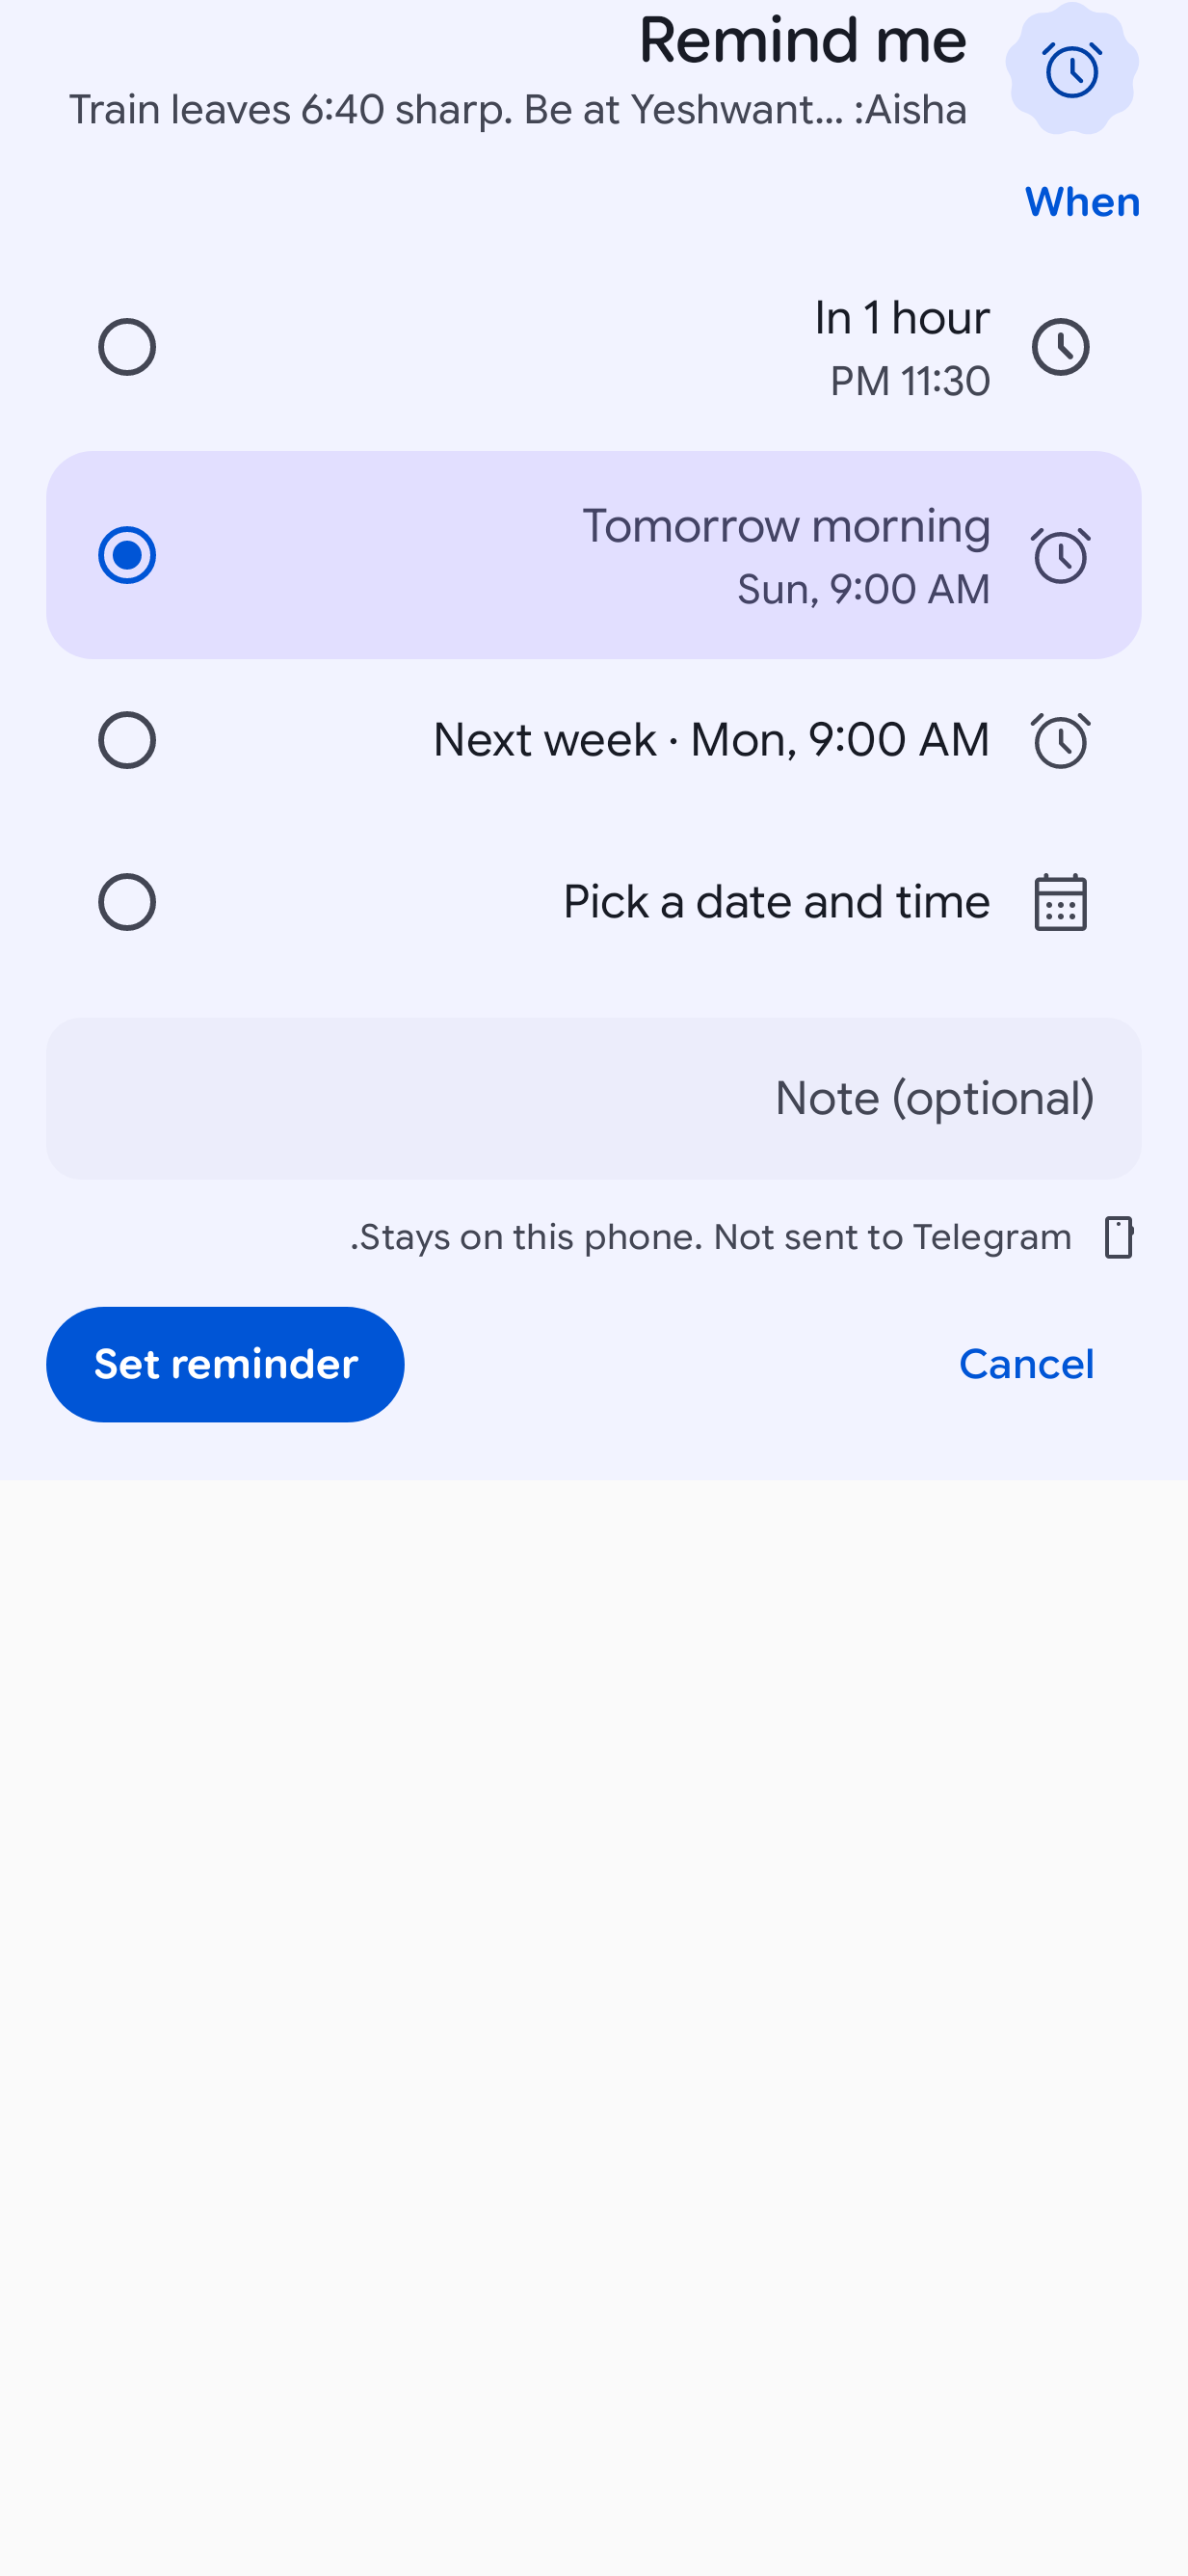 Remind me
Train leaves 6:40 sharp. Be at Yeshwant... :Aisha
When
In 1 hour
PM 11:30
Tomorrow morning
Sun, 9:00 AM
Next week · Mon, 9:00 AM
Pick a date and time
Note (optional)
.Stays on this phone. Not sent to Telegram
Set reminder
Cancel